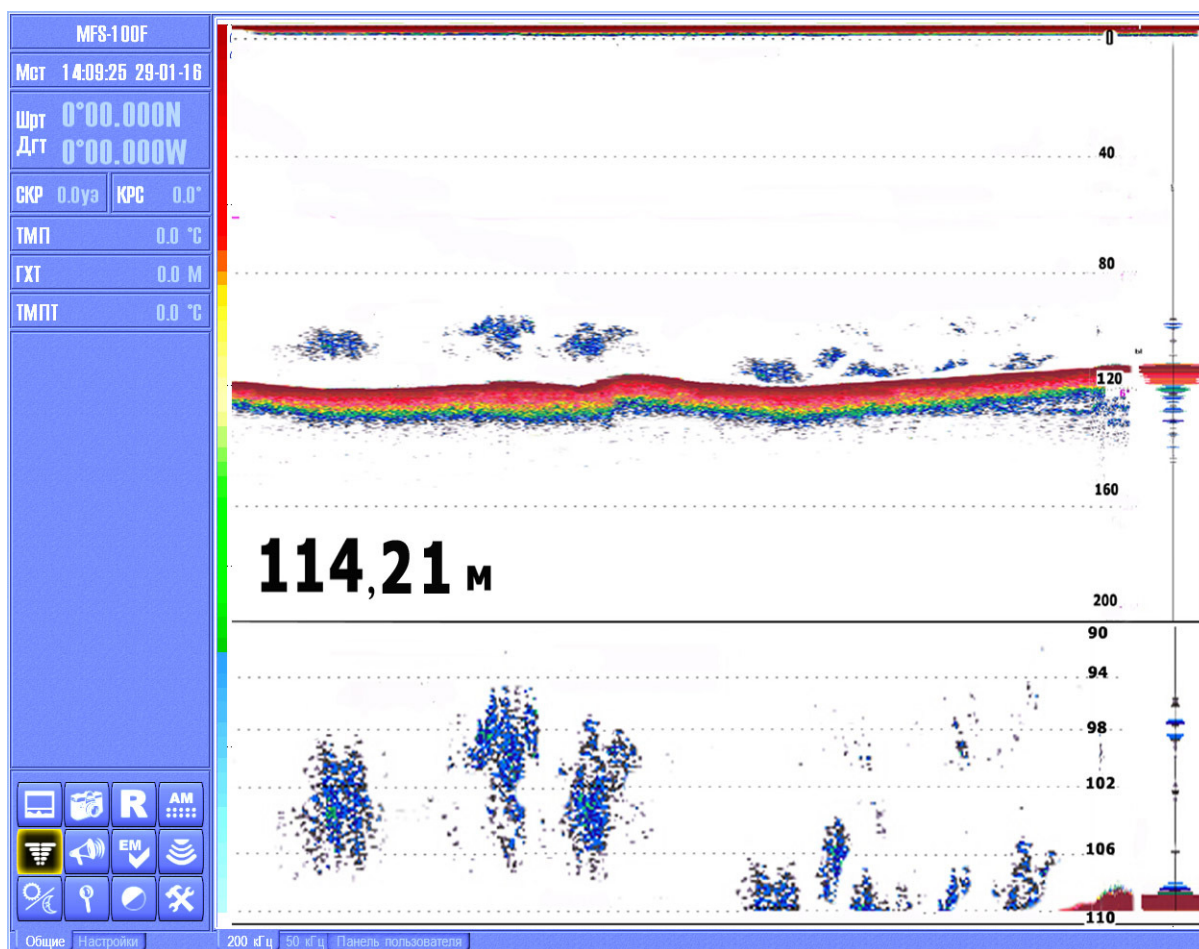 MFS-100F
Мст 14:09:25 29-01-16
Шрт 0°00.000N
Дгт 0°00.000W
СКР 0.0уз КРС 0.0°
ТМП 0.0 °C
ГХТ 0.0 М
ТМПТ 0.0 °C
0
40
80
120
160
114,21 м
200
90
94
98
102
106
110
R
AM
EM
Общие Настройки 200 кГц 50 кГц Панель пользователя